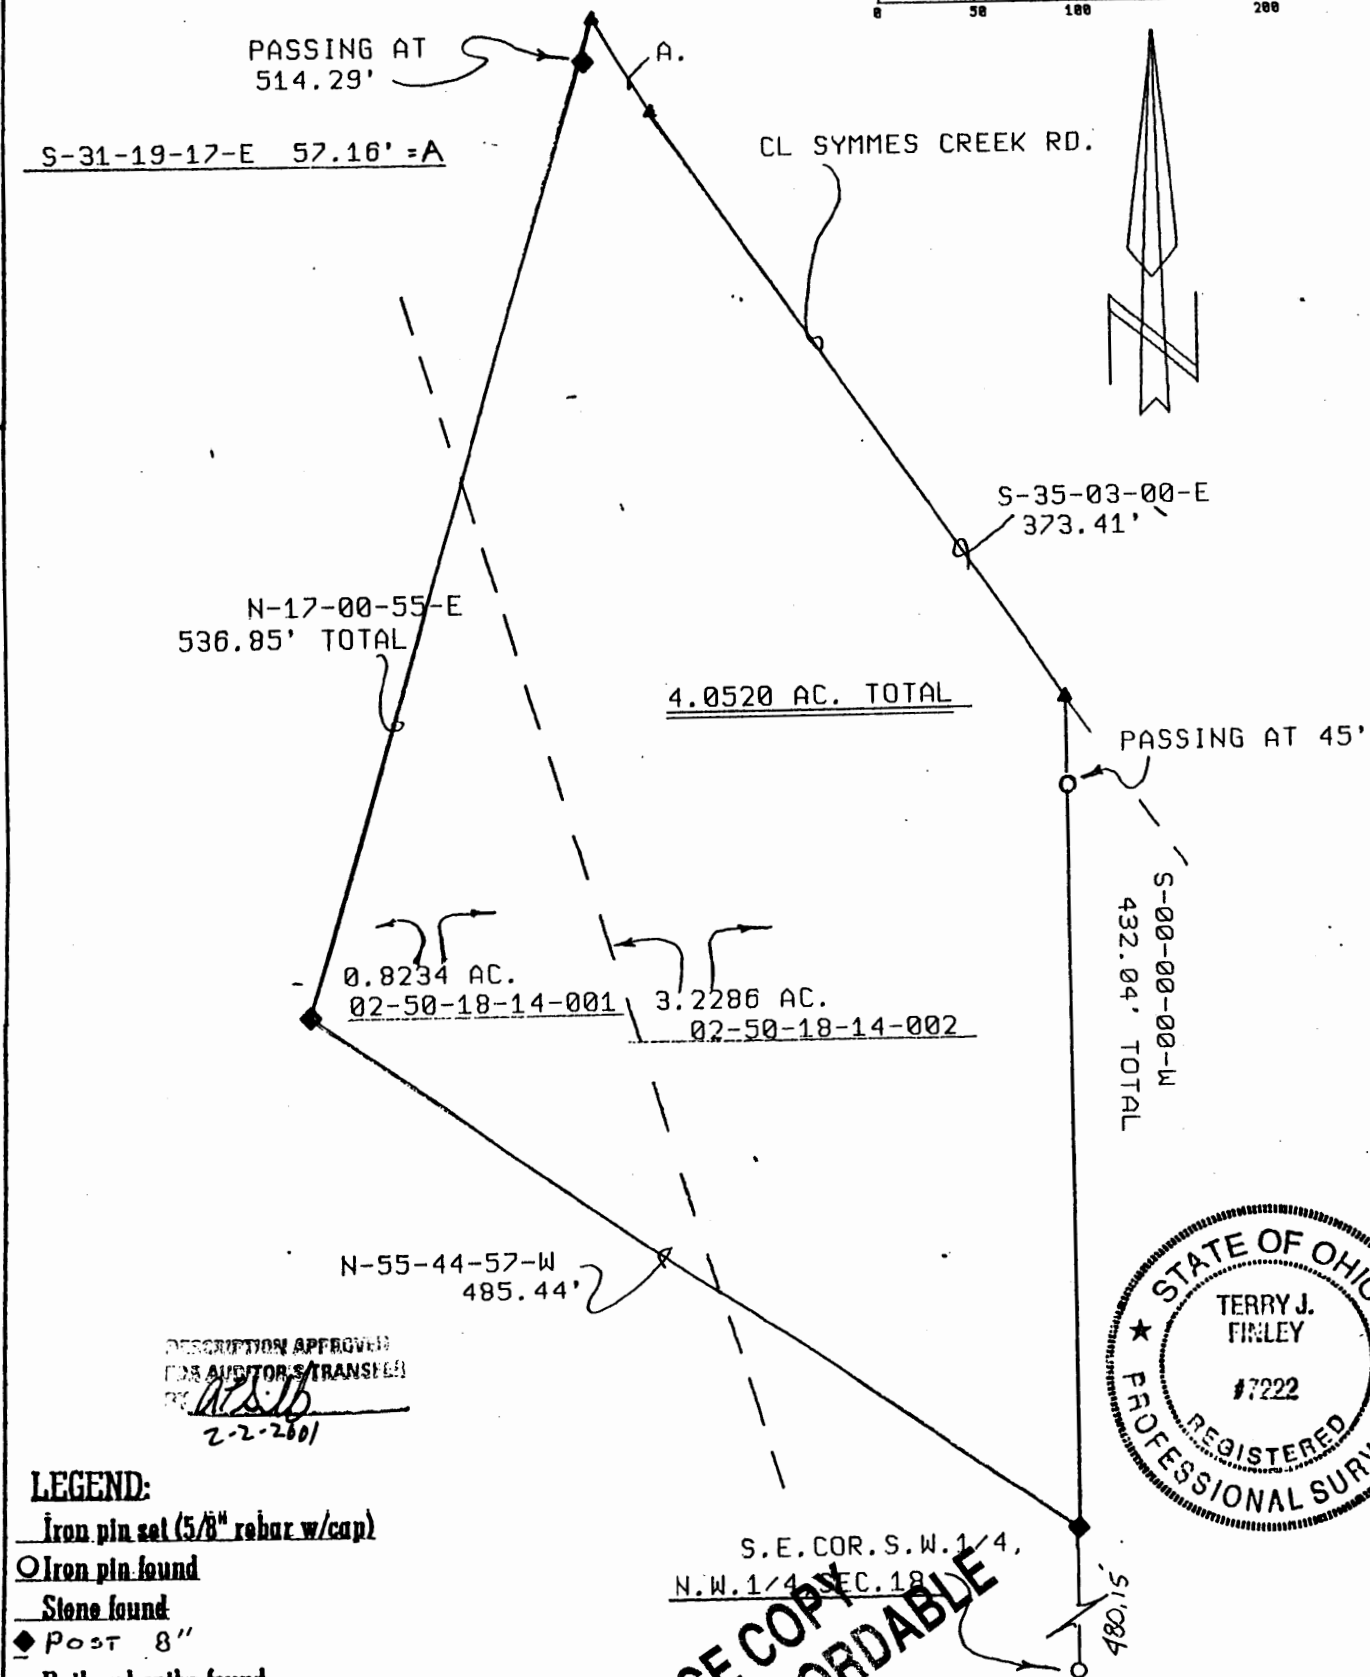 0 50 100 200
PASSING AT
514.29'
A.
S-31-19-17-E 57.16' =A
CL SYMMES CREEK RD.
N
S-35-03-00-E
373.41'
N-17-00-55-E
536.85' TOTAL
4.0520 AC. TOTAL
PASSING AT 45'
S-00-00-00-W
432.04' TOTAL
0.8234 AC.
02-50-18-14-001
3.2286 AC.
02-50-18-14-002
N-55-44-57-W
485.44'
STATE OF OHIO
TERRY J.
FINLEY
#7222
REGISTERED
PROFESSIONAL SURV
DESCRIPTION APPROVED
FOR AUDITOR'S TRANSFER
BY
2-2-2001
LEGEND:
Iron pin set (5/8" rebar w/cap)
Iron pin found
Stone found
POST 8"
S.E.COR.S.W.1/4,
N.W.1/4,SEC.18
480.15'
COPY